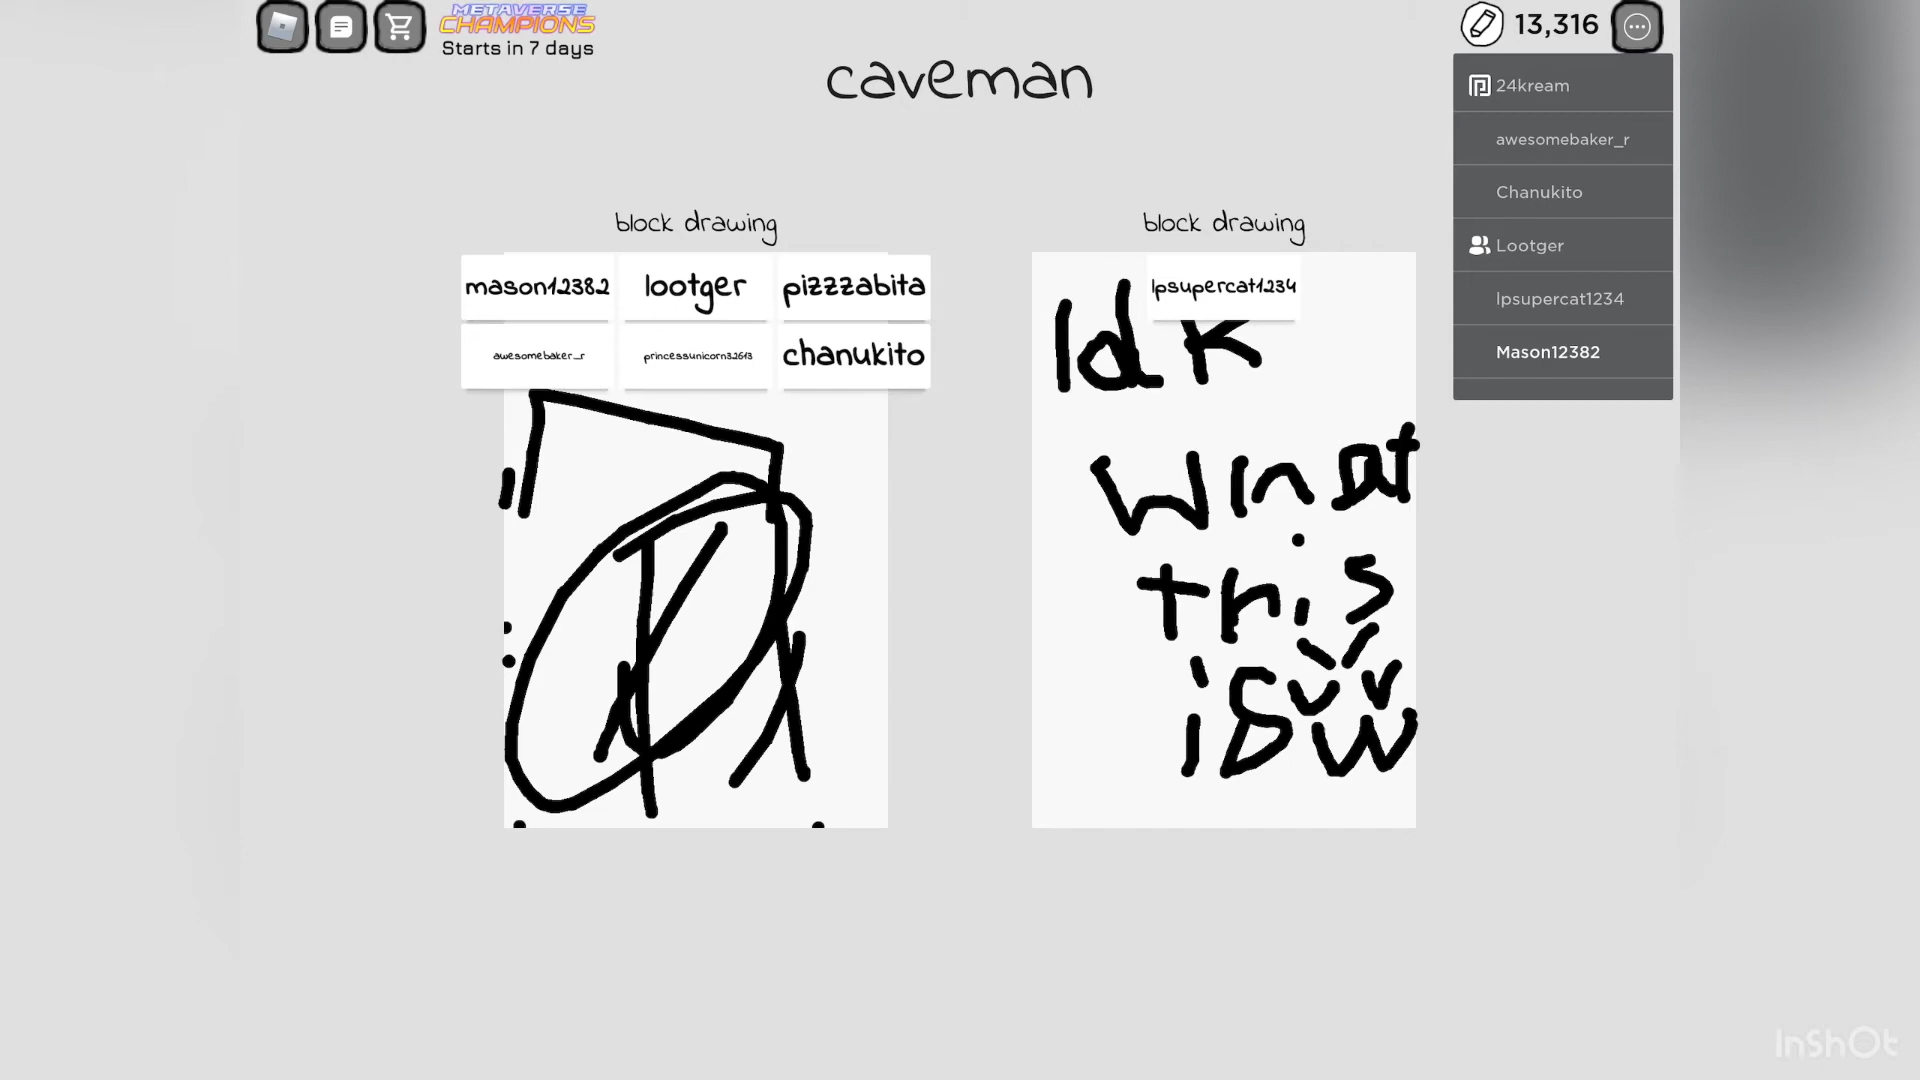 METAVERSE
CHAMPIONS
Starts in 7 days
13,316
caveman
24kream
awesomebaker_r
Chanukito
Lootger
lpsupercat1234
Mason12382
block drawing
mason12382 lootger pizzzabita
awesomebaker_r princessunicorn32613 chanukito
block drawing
lpsupercat1234
Idk
What
this
is
InShOt